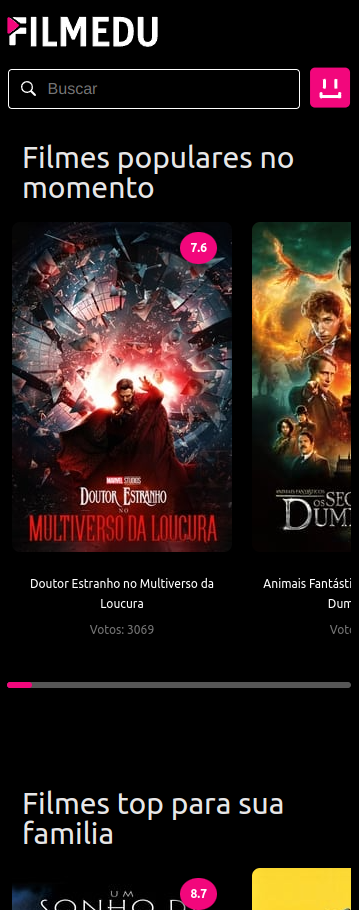 FILMEDU
Buscar
Filmes populares no
momento
7.6
MARVEL STUDIOS
DOUTOR ESTRANHO
NO
MULTIVERSO DA LOUCURA
ANIMAIS FANTÁSTICOS
OS SEG
DUM
Doutor Estranho no Multiverso da
Loucura
Votos: 3069
Animais Fantásti
Dum
Voto
Filmes top para sua
familia
8.7
UM
SONHO D